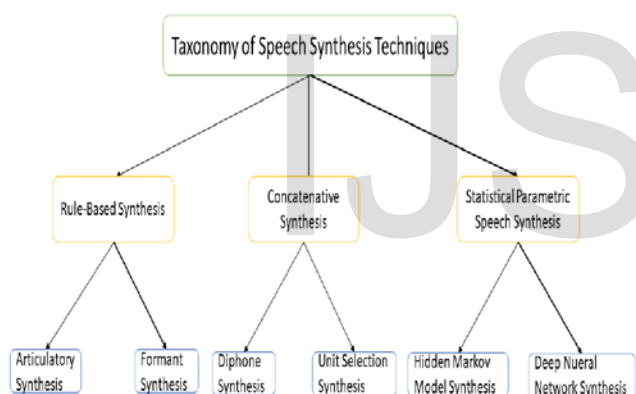 Taxonomy of Speech Synthesis Techniques
IJS
Rule-Based Synthesis
Concatenative
Synthesis
Statistical Parametric
Speech Synthesis
Articulatory
Synthesis
Formant
Synthesis
Diphone
Synthesis
Unit Selection
Synthesis
Hidden Markov
Model Synthesis
Deep Nueral
Network Synthesis